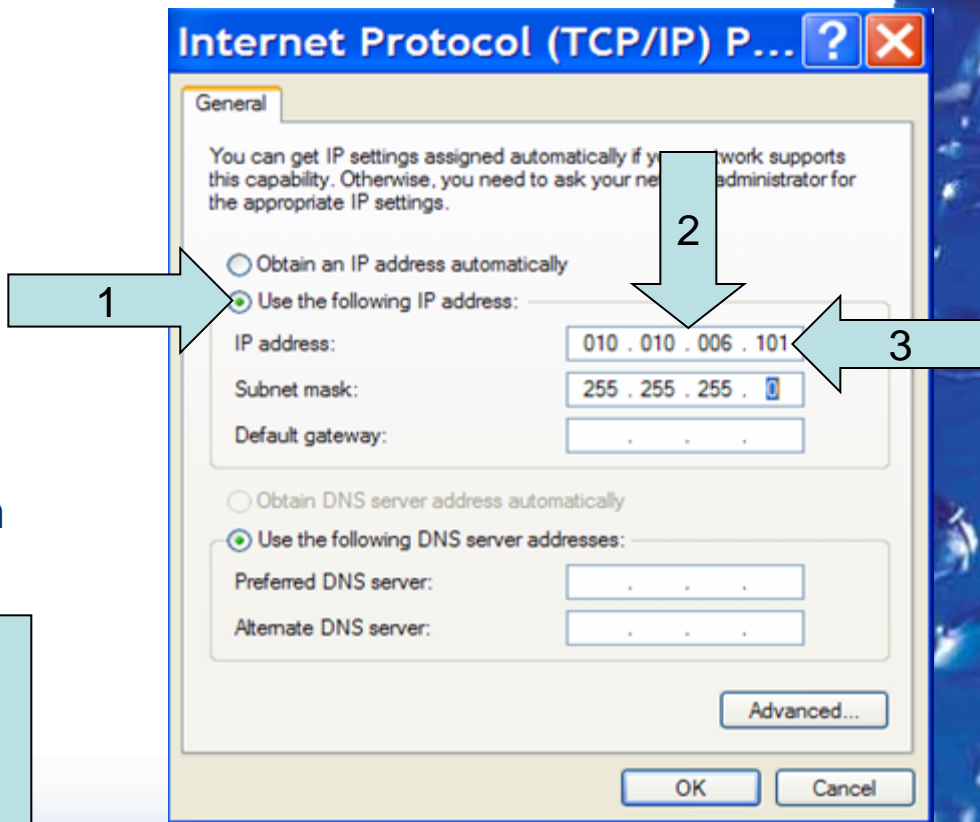 Internet Protocol (TCP/IP) P...
General
You can get IP settings assigned automatically if work supports
this capability. Otherwise, you need to ask your administrator for
the appropriate IP settings.
2
Obtain an IP address automatically
1
Use the following IP address:
IP address: 010 . 010 . 006 . 101
3
Subnet mask: 255 . 255 . 255 . 0
Default gateway: . . .
Obtain DNS server address automatically
Use the following DNS server addresses:
Preferred DNS server: . . .
Alternate DNS server: . . .
Advanced...
OK Cancel